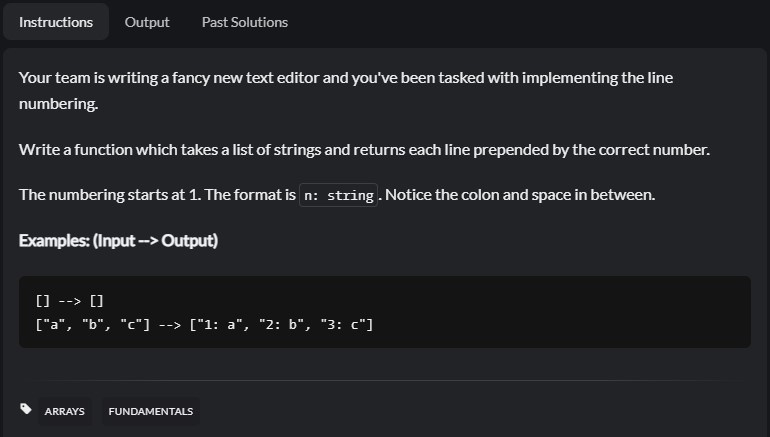 Instructions Output Past Solutions
Your team is writing a fancy new text editor and you've been tasked with implementing the line
numbering.
Write a function which takes a list of strings and returns each line prepended by the correct number.
The numbering starts at 1. The format is n: string. Notice the colon and space in between.
Examples: (Input --> Output)
[] --> []
["a", "b", "c"] --> ["1: a", "2: b", "3: c"]
ARRAYS FUNDAMENTALS